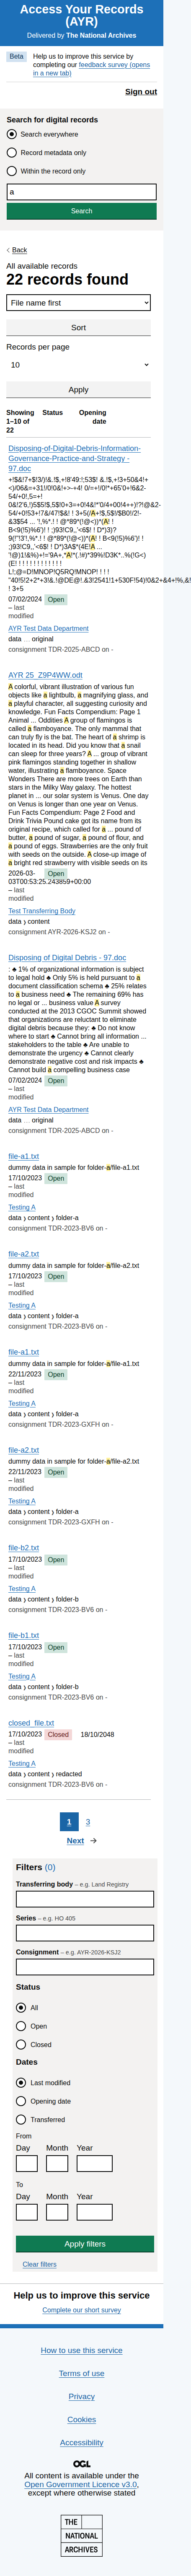 Access Your Records
(AYR)
Delivered by The National Archives
Beta
Help us to improve this service by
completing our feedback survey (opens
in a new tab)
Sign out
Search for digital records
Search everywhere
Record metadata only
Within the record only
a
Search
Back
All available records
22 records found
File name first
Sort
Records per page
10
Apply
Showing 1–10 of 22
Status
Opening date
Disposing-of-Digital-Debris-Information-
Governance-Practice-and-Strategy -
97.doc
07/02/2024 – last modified
Open
AYR Test Data Department
data … original
consignment TDR-2025-ABCD on -
AYR 25_Z9P4WW.odt
A colorful, vibrant illustration of various fun
objects like a lightbulb, a magnifying glass, and
a playful character, all suggesting curiosity and
knowledge. Fun Facts Compendium: Page 1
Animal ... Oddities A group of flamingos is
called a flamboyance. The only mammal that
can truly fly is the bat. The heart of a shrimp is
located in its head. Did you know that a snail
can sleep for three years? A ... group of vibrant
pink flamingos standing together in shallow
water, illustrating a flamboyance. Space
Wonders There are more trees on Earth than
stars in the Milky Way galaxy. The hottest
planet in ... our solar system is Venus. One day
on Venus is longer than one year on Venus.
Fun Facts Compendium: Page 2 Food and
Drink Trivia Pound cake got its name from its
original recipe, which called for a ... pound of
butter, a pound of sugar, a pound of flour, and
a pound of eggs. Strawberries are the only fruit
with seeds on the outside. A close-up image of
a bright red strawberry with visible seeds on its
2026-03-03T00:53:25.243859+00:00 – last modified
Open
Test Transferring Body
data › content
consignment AYR-2026-KSJ2 on -
Disposing of Digital Debris - 97.doc
: ♣ 1% of organizational information is subject
to legal hold ♣ Only 5% is held pursuant to a
document classification schema ♣ 25% relates
to a business need ♣ The remaining 69% has
no legal or ... business value A survey
conducted at the 2013 CGOC Summit showed
that organizations are reluctant to eliminate
digital debris because they: ♣ Do not know
where to start ♣ Cannot bring all information ...
stakeholders to the table ♣ Are unable to
demonstrate the urgency ♣ Cannot clearly
demonstrate negative cost and risk impacts ♣
Cannot build a compelling business case
07/02/2024 – last modified
Open
AYR Test Data Department
data … original
consignment TDR-2025-ABCD on -
file-a1.txt
dummy data in sample for folder-a/file-a1.txt
17/10/2023 – last modified
Open
Testing A
data › content › folder-a
consignment TDR-2023-BV6 on -
file-a2.txt
dummy data in sample for folder-a/file-a2.txt
17/10/2023 – last modified
Open
Testing A
data › content › folder-a
consignment TDR-2023-BV6 on -
file-a1.txt
dummy data in sample for folder-a/file-a1.txt
22/11/2023 – last modified
Open
Testing A
data › content › folder-a
consignment TDR-2023-GXFH on -
file-a2.txt
dummy data in sample for folder-a/file-a2.txt
22/11/2023 – last modified
Open
Testing A
data › content › folder-a
consignment TDR-2023-GXFH on -
file-b2.txt
17/10/2023 – last modified
Open
Testing A
data › content › folder-b
consignment TDR-2023-BV6 on -
file-b1.txt
17/10/2023 – last modified
Open
Testing A
data › content › folder-b
consignment TDR-2023-BV6 on -
closed_file.txt
17/10/2023 – last modified
Closed
18/10/2048
Testing A
data › content › redacted
consignment TDR-2023-BV6 on -
1 3
Next
Filters (0)
Transferring body – e.g. Land Registry
Series – e.g. HO 405
Consignment – e.g. AYR-2026-KSJ2
Status
All
Open
Closed
Dates
Last modified
Opening date
Transferred
From
Day Month Year
To
Day Month Year
Apply filters
Clear filters
Help us to improve this service
Complete our short survey
How to use this service
Terms of use
Privacy
Cookies
Accessibility
OGL
All content is available under the
Open Government Licence v3.0,
except where otherwise stated
THE
NATIONAL
ARCHIVES